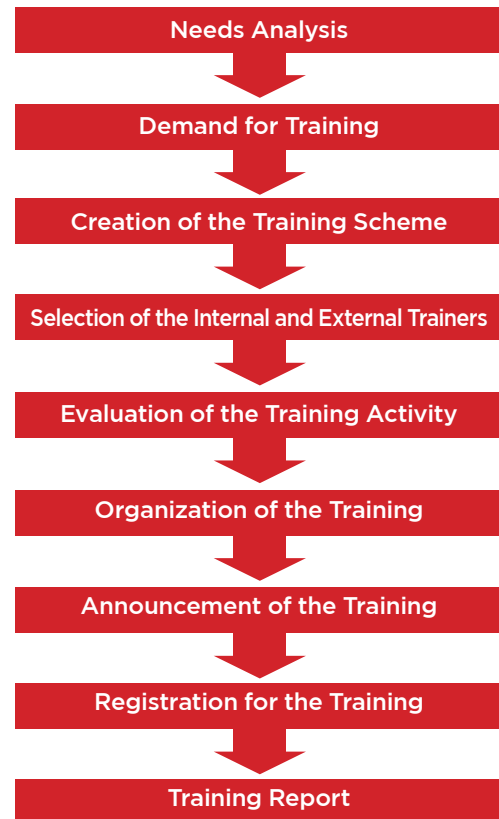 Needs Analysis
Demand for Training
Creation of the Training Scheme
Selection of the Internal and External Trainers
Evaluation of the Training Activity
Organization of the Training
Announcement of the Training
Registration for the Training
Training Report